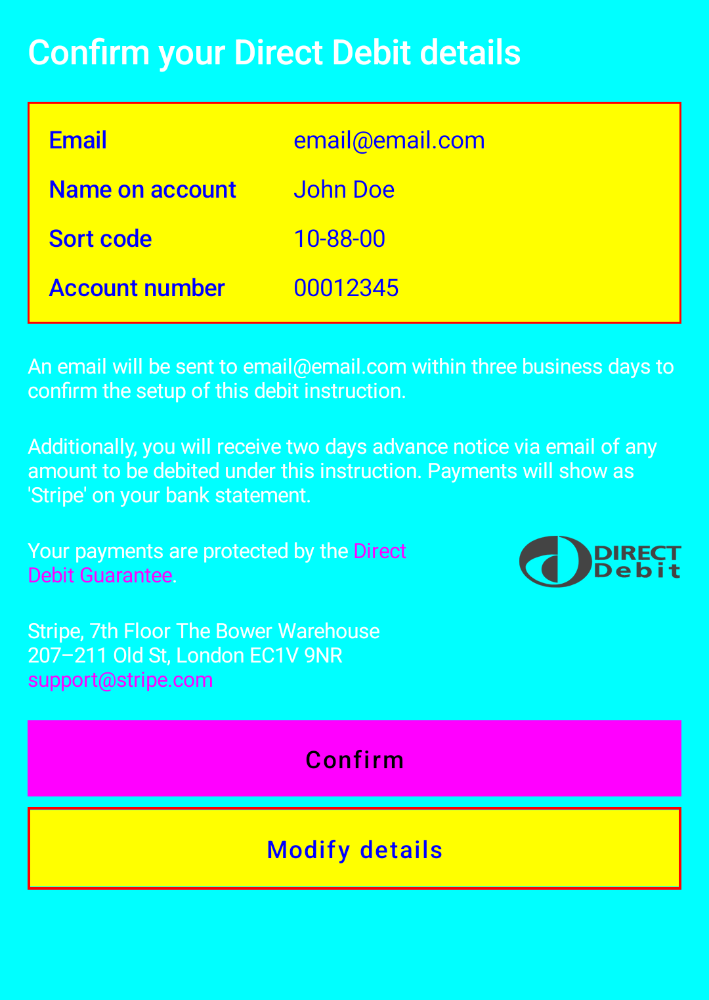 Confirm your Direct Debit details
Email email@email.com
Name on account John Doe
Sort code 10-88-00
Account number 00012345
An email will be sent to email@email.com within three business days to
confirm the setup of this debit instruction.
Additionally, you will receive two days advance notice via email of any
amount to be debited under this instruction. Payments will show as
'Stripe' on your bank statement.
Your payments are protected by the Direct
Debit Guarantee.
DIRECT
Debit
Stripe, 7th Floor The Bower Warehouse
207–211 Old St, London EC1V 9NR
support@stripe.com
Confirm
Modify details